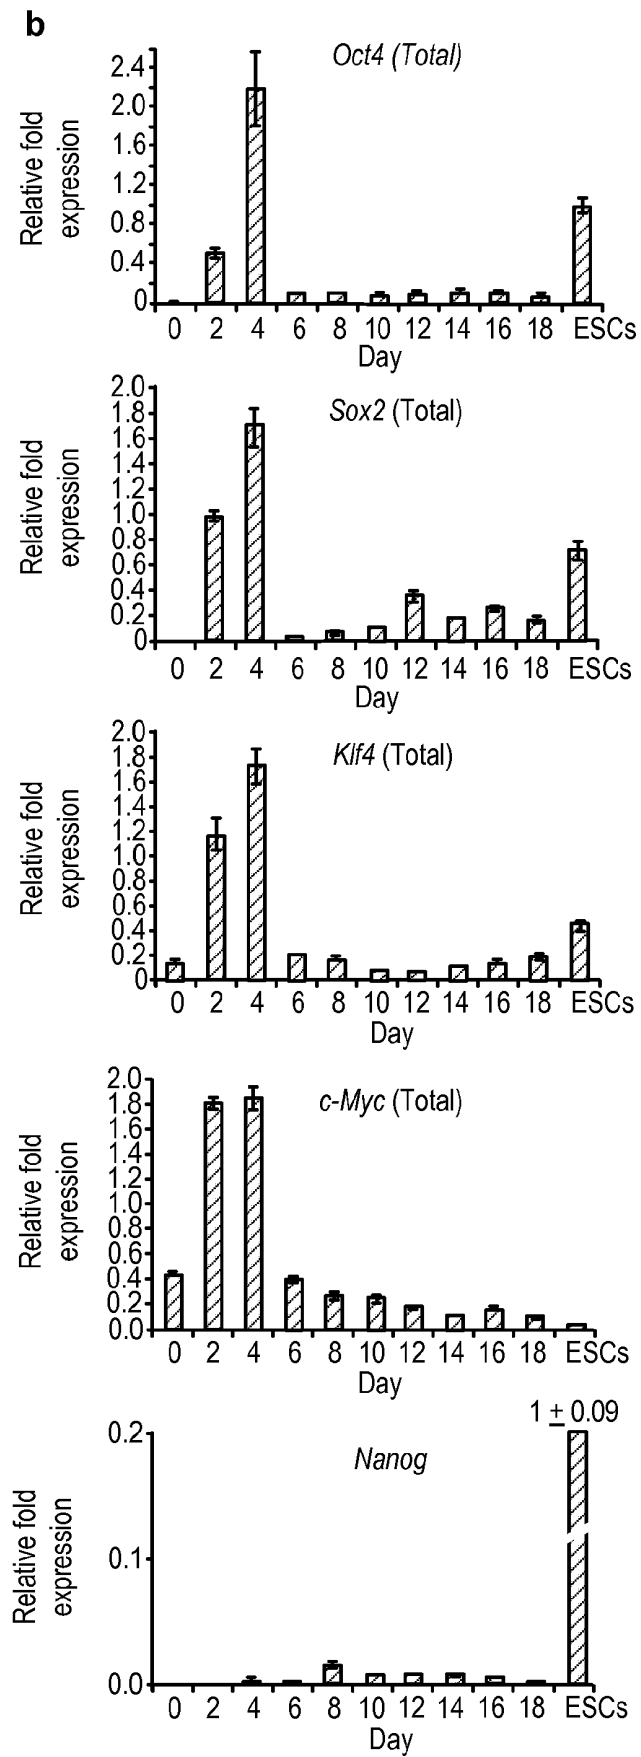 b
Oct4 (Total)
Relative fold
expression
2.4
2.0
1.6
1.2
0.8
0.4
0
0 2 4 6 8 10 12 14 16 18 ESCs
Day
Sox2 (Total)
Relative fold
expression
2.0
1.8
1.6
1.4
1.2
1.0
0.8
0.6
0.4
0.2
0
0 2 4 6 8 10 12 14 16 18 ESCs
Day
Klf4 (Total)
Relative fold
expression
2.0
1.8
1.6
1.4
1.2
1.0
0.8
0.6
0.4
0.2
0
0 2 4 6 8 10 12 14 16 18 ESCs
Day
c-Myc (Total)
Relative fold
expression
2.0
1.8
1.6
1.4
1.2
1.0
0.8
0.6
0.4
0.2
0.0
0 2 4 6 8 10 12 14 16 18 ESCs
Day
1 ± 0.09
Nanog
Relative fold
expression
0.2
0.1
0.0
0 2 4 6 8 10 12 14 16 18 ESCs
Day